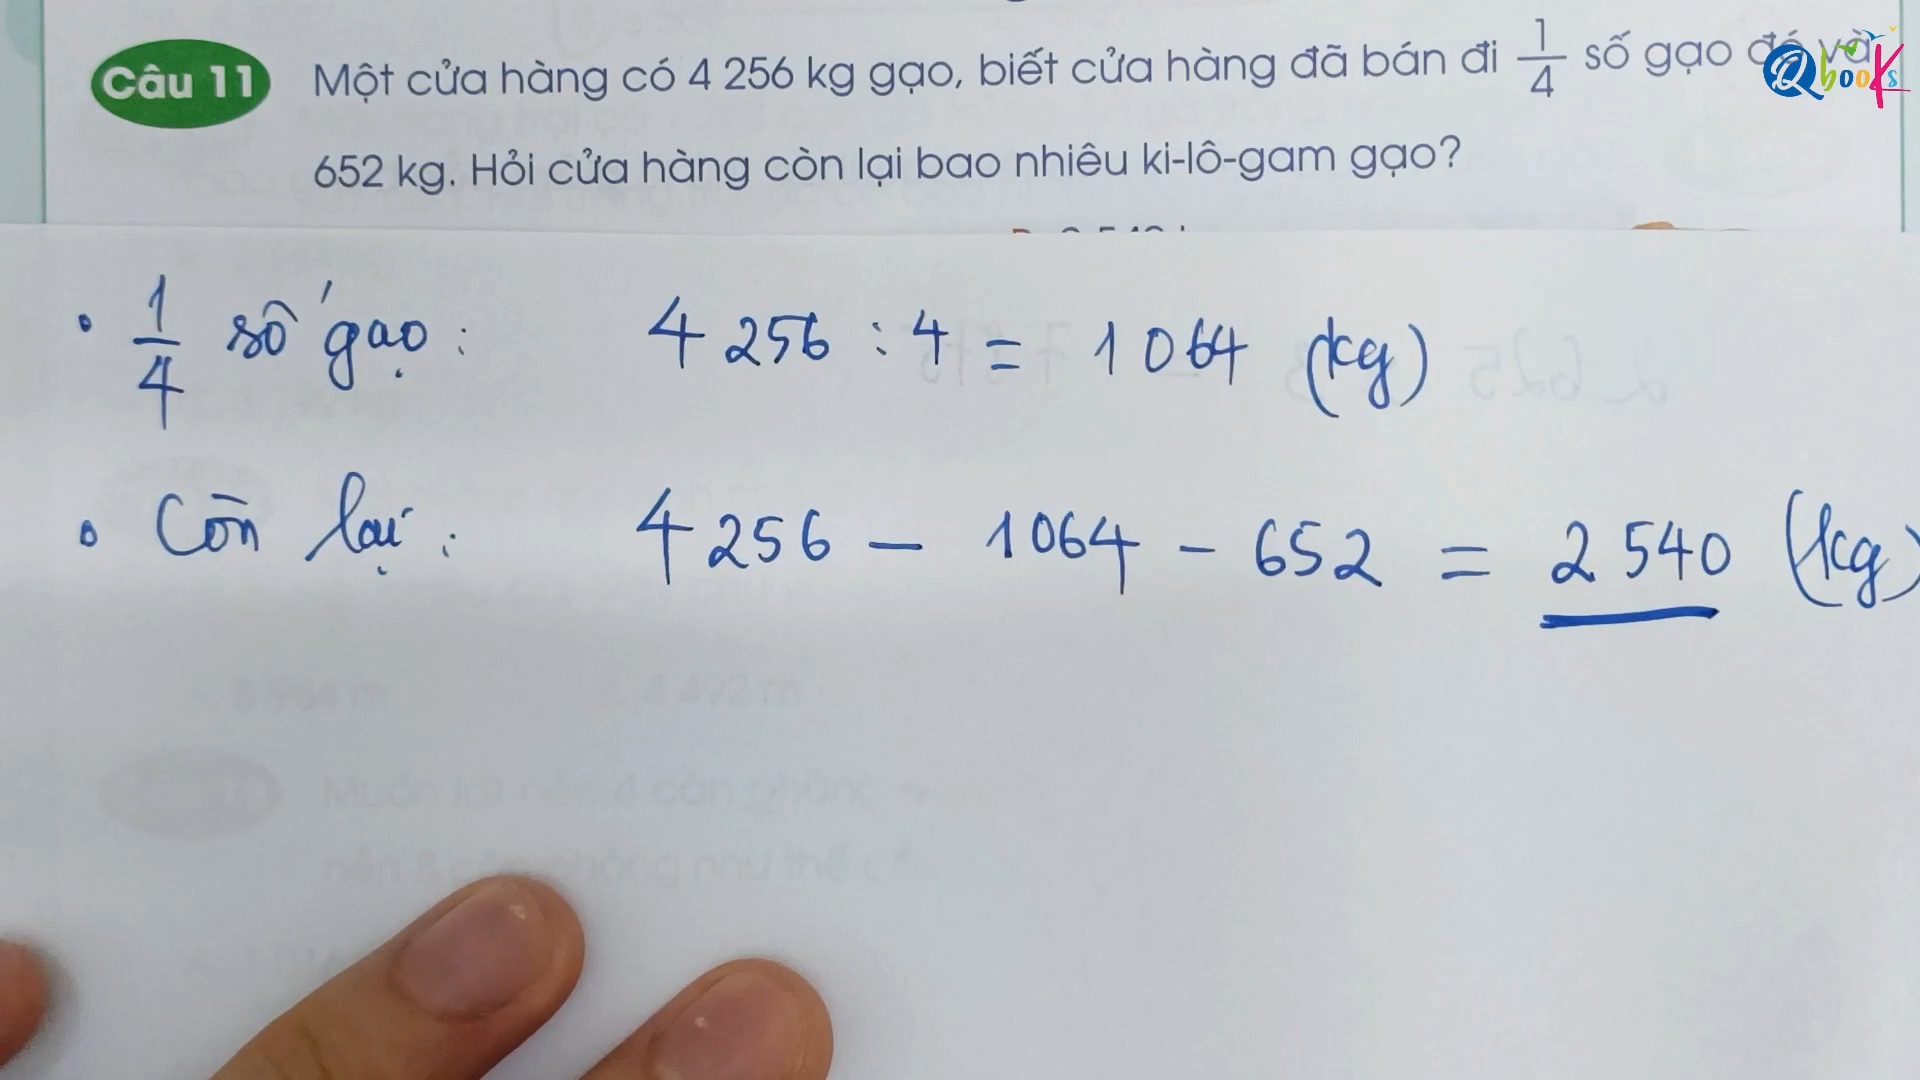 Câu 11 Một cửa hàng có 4 256 kg gạo, biết cửa hàng đã bán đi 1/4 số gạo đó và
Qbooks
652 kg. Hỏi cửa hàng còn lại bao nhiêu ki-lô-gam gạo?
• 1/4 số gạo: 4 256 : 4 = 1 064 (kg)
• Còn lại: 4 256 - 1064 - 652 = 2 540 (kg)